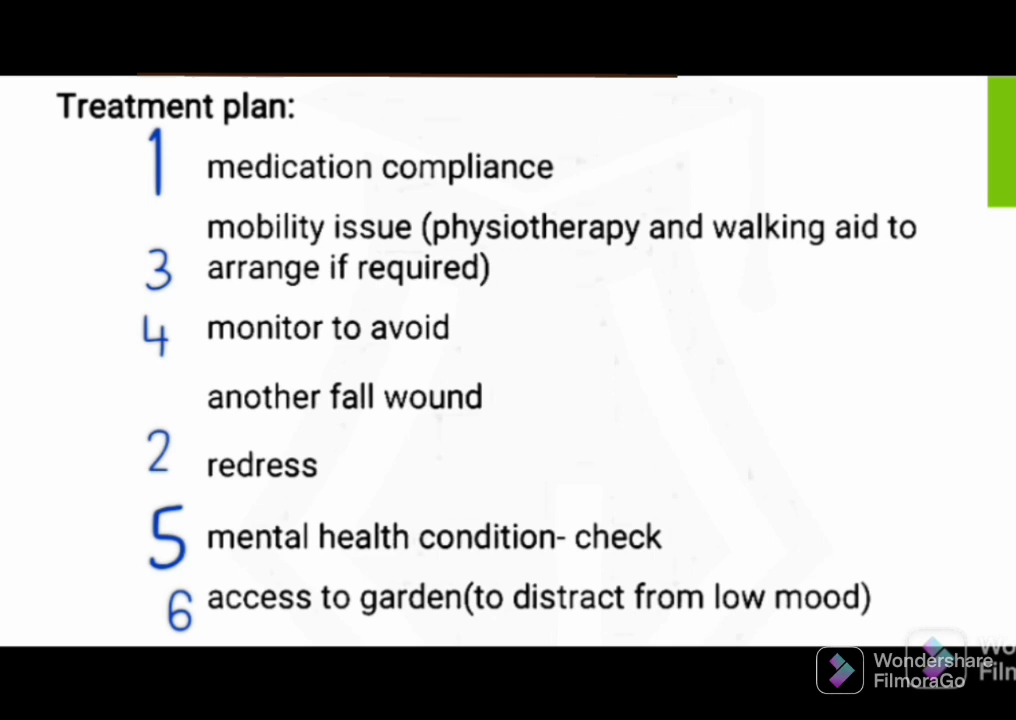 Treatment plan:
1 medication compliance
mobility issue (physiotherapy and walking aid to
3 arrange if required)
4 monitor to avoid
another fall wound
2 redress
5 mental health condition- check
6 access to garden(to distract from low mood)
Wondershare
FilmoraGo
Wo
Film